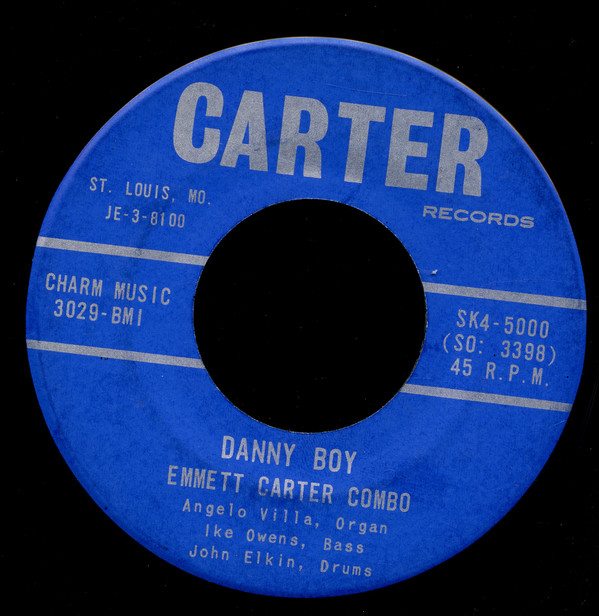 CARTER
RECORDS
ST. LOUIS, MO.
JE-3-8100
CHARM MUSIC
3029-BMI
SK4-5000
(SO: 3398)
45 R.P.M.
DANNY BOY
EMMETT CARTER COMBO
Angelo Villa, Organ
Ike Owens, Bass
John Elkin, Drums